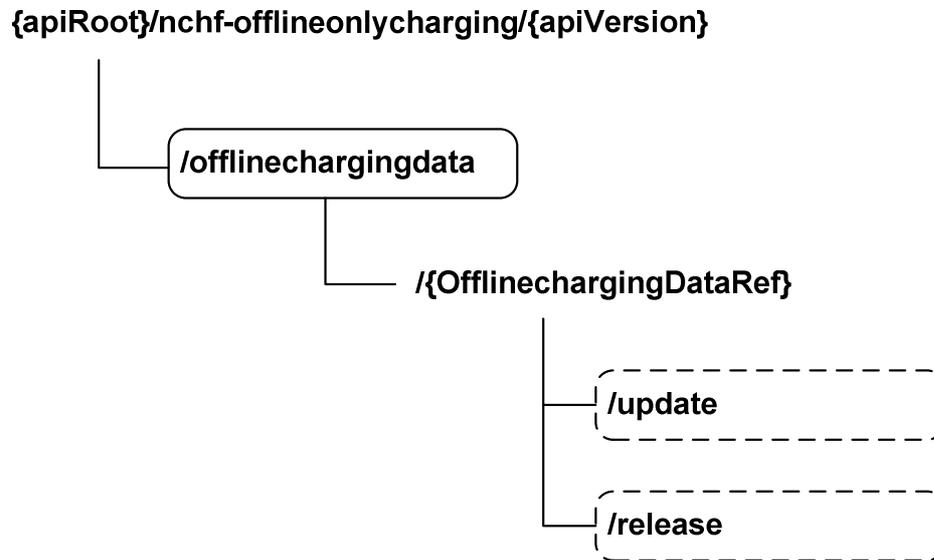 {apiRoot}/nchf-offlineonlycharging/{apiVersion}
/offlinechargingdata
/{OfflinechargingDataRef}
/update
/release